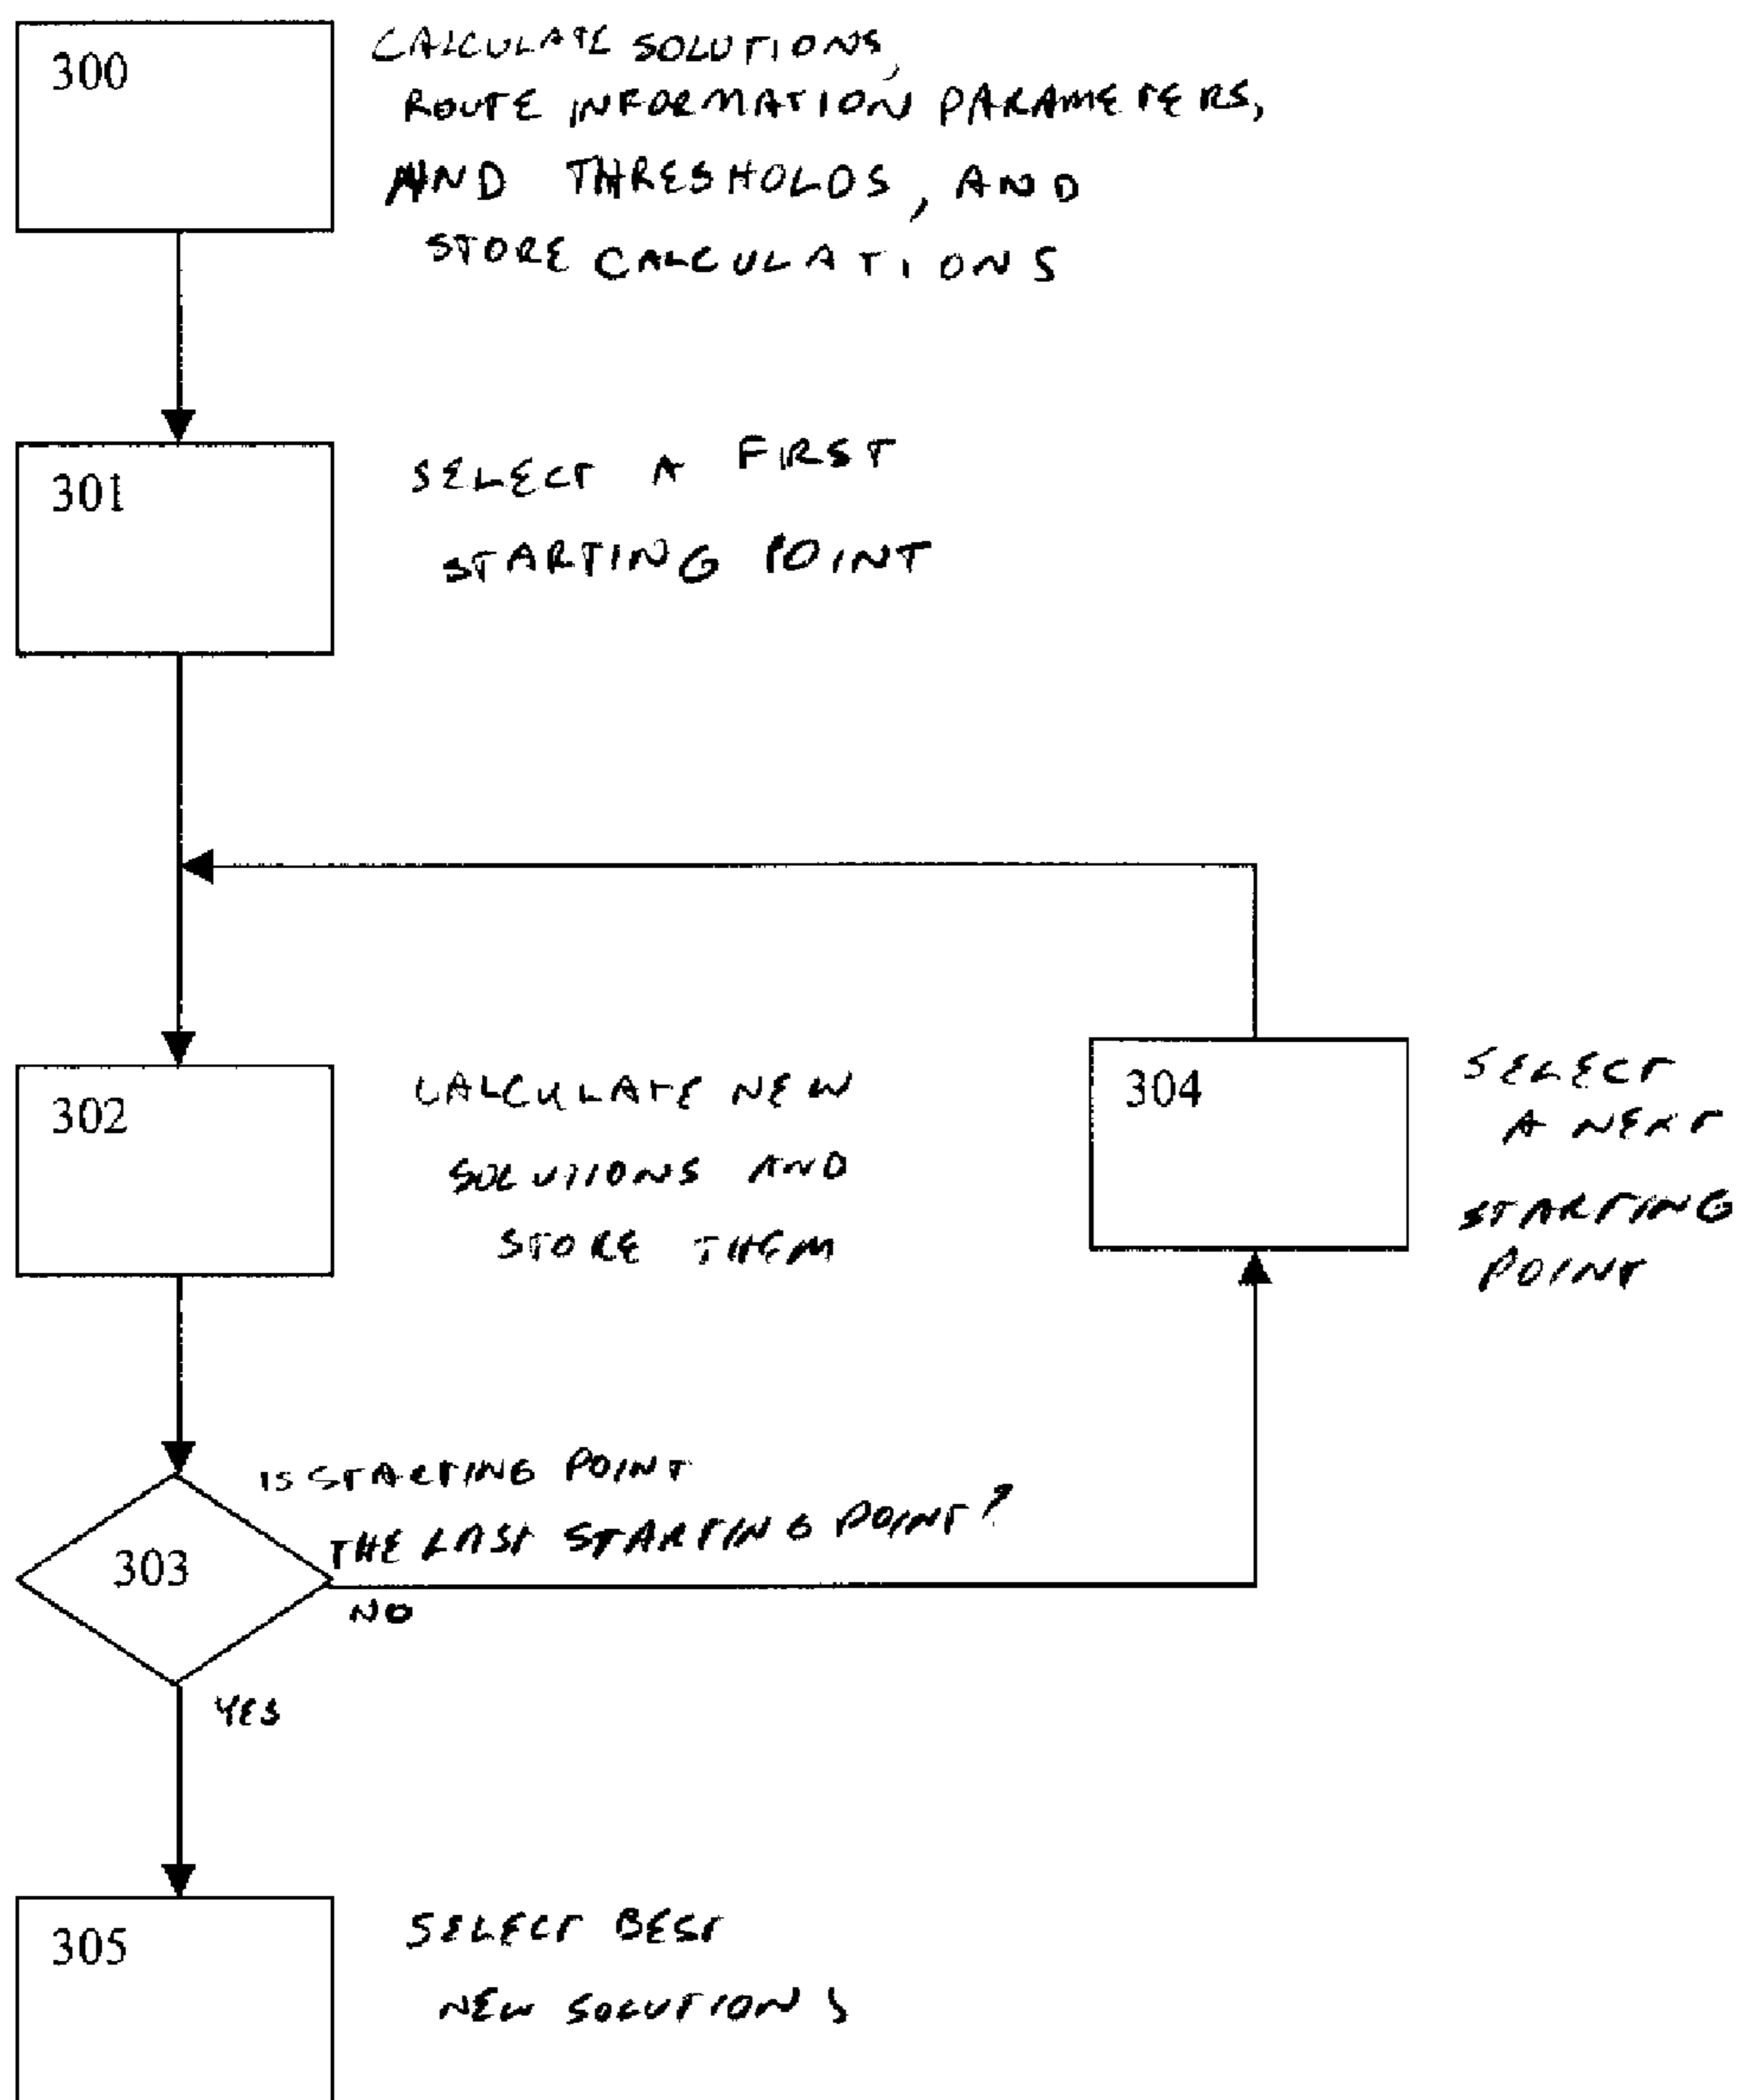 300
CALCULATE SOLUTIONS,
ROUTE INFORMATION PARAMETERS,
AND THRESHOLDS, AND
STORE CALCULATIONS
301
SELECT A FIRST
STARTING POINT
302
CALCULATE NEW
SOLUTIONS AND
STORE THEM
304
SELECT
A NEXT
STARTING
POINT
303
IS STARTING POINT
THE LAST STARTING POINT?
NO
YES
305
SELECT BEST
NEW SOLUTIONS